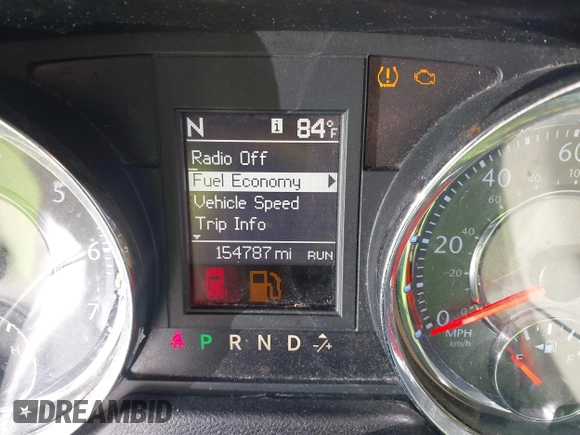 N i 84°F
Radio Off
Fuel Economy
Vehicle Speed
Trip Info
154787 mi RUN
P R N D -/+
5
6
7
H
60
40
20
0
MPH
km/h
E F
DREAMBID